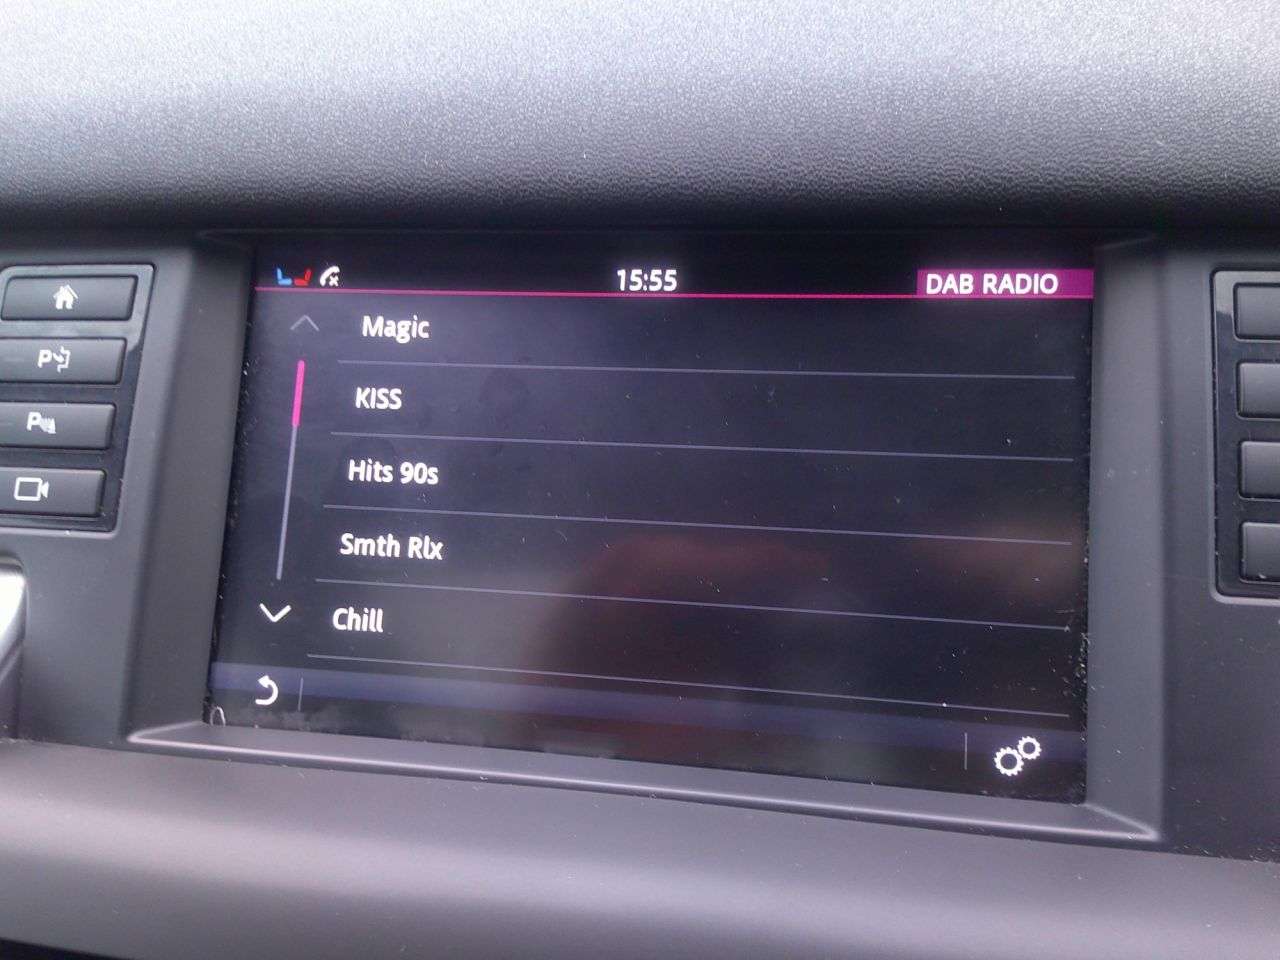 15:55
DAB RADIO
Magic
KISS
Hits 90s
Smth Rlx
Chill
P
P